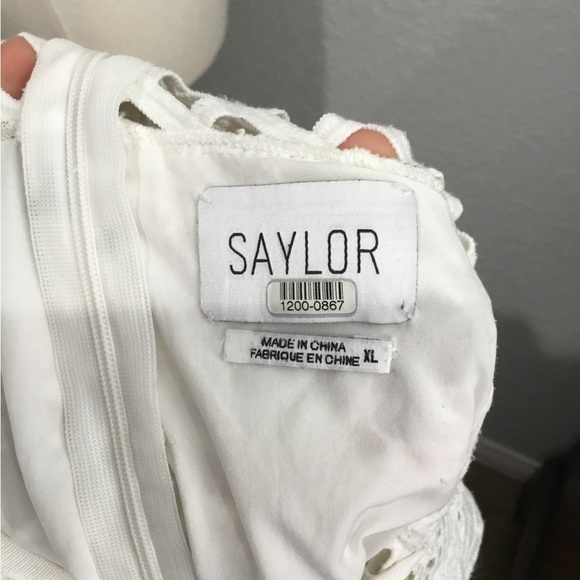 SAYLOR
1200-0867
MADE IN CHINA
FABRIQUE EN CHINE XL